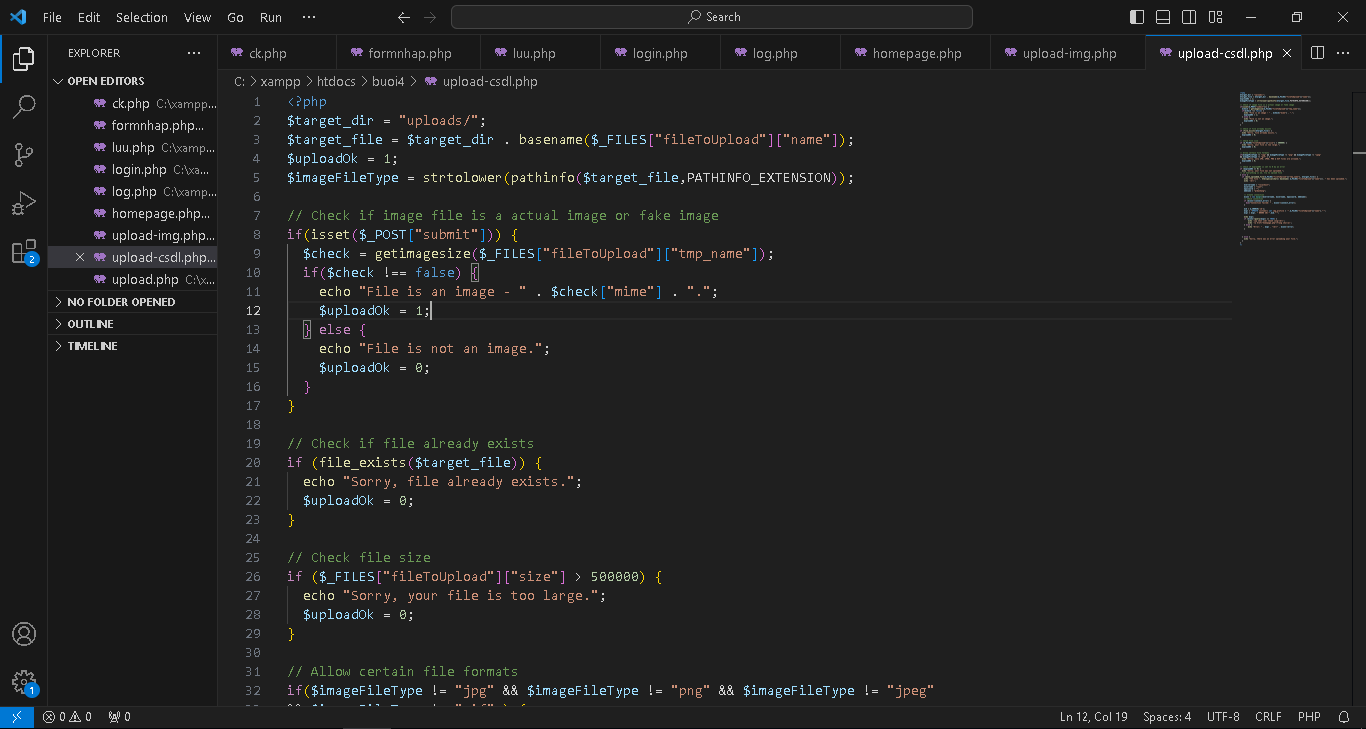 File Edit Selection View Go Run ··· Search
EXPLORER ···
OPEN EDITORS
ck.php C:\xampp...
formnhap.php...
luu.php C:\xamp...
login.php C:\xa...
log.php C:\xamp...
homepage.php...
upload-img.php...
upload-csdl.php...
upload.php C:\x...
NO FOLDER OPENED
OUTLINE
TIMELINE
2
1
ck.php formnhap.php luu.php login.php log.php homepage.php upload-img.php upload-csdl.php
C: > xampp > htdocs > buoi4 > upload-csdl.php
1 <?php
2 $target_dir = "uploads/";
3 $target_file = $target_dir . basename($_FILES["fileToUpload"]["name"]);
4 $uploadOk = 1;
5 $imageFileType = strtolower(pathinfo($target_file,PATHINFO_EXTENSION));
6
7 // Check if image file is a actual image or fake image
8 if(isset($_POST["submit"])) {
9 $check = getimagesize($_FILES["fileToUpload"]["tmp_name"]);
10 if($check !== false) {
11 echo "File is an image - " . $check["mime"] . ".";
12 $uploadOk = 1;
13 } else {
14 echo "File is not an image.";
15 $uploadOk = 0;
16 }
17 }
18
19 // Check if file already exists
20 if (file_exists($target_file)) {
21 echo "Sorry, file already exists.";
22 $uploadOk = 0;
23 }
24
25 // Check file size
26 if ($_FILES["fileToUpload"]["size"] > 500000) {
27 echo "Sorry, your file is too large.";
28 $uploadOk = 0;
29 }
30
31 // Allow certain file formats
32 if($imageFileType != "jpg" && $imageFileType != "png" && $imageFileType != "jpeg"
0 0 0 Ln 12, Col 19 Spaces: 4 UTF-8 CRLF PHP